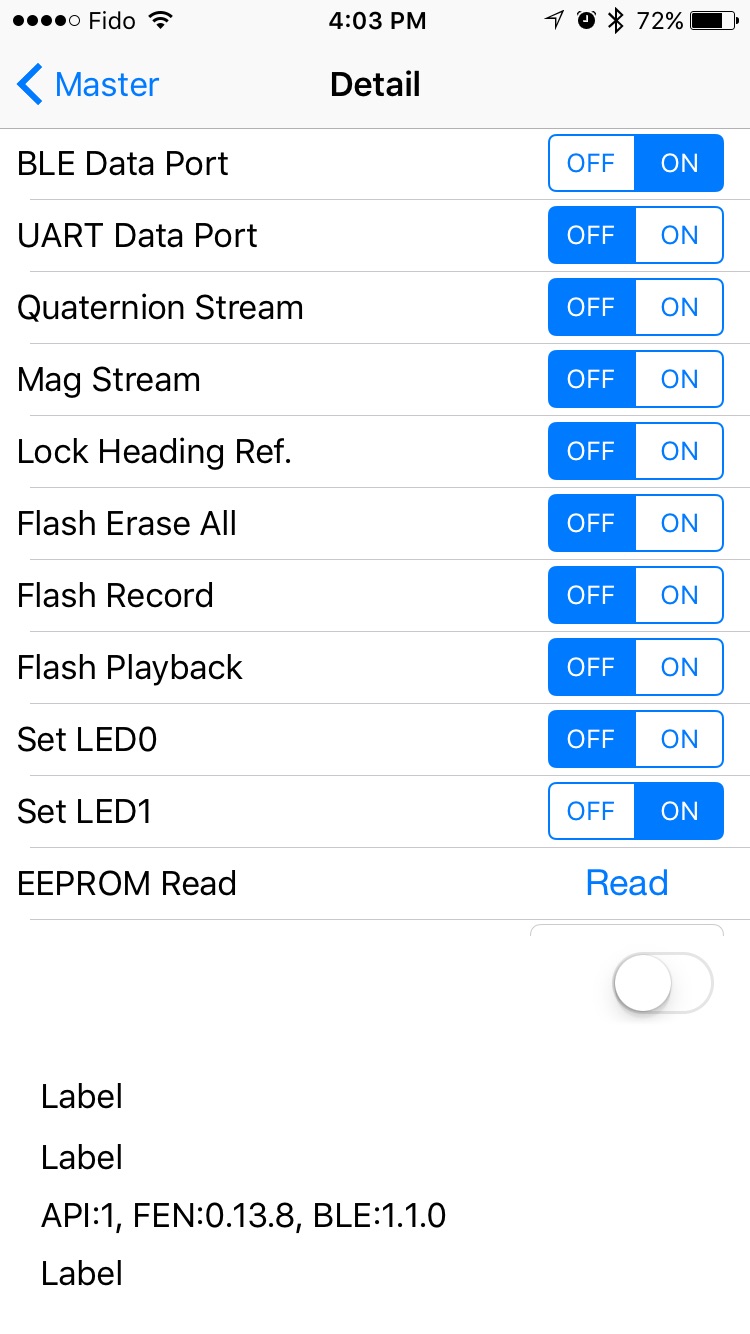 Fido 4:03 PM 72%
Master Detail
BLE Data Port OFF ON
UART Data Port OFF ON
Quaternion Stream OFF ON
Mag Stream OFF ON
Lock Heading Ref. OFF ON
Flash Erase All OFF ON
Flash Record OFF ON
Flash Playback OFF ON
Set LED0 OFF ON
Set LED1 OFF ON
EEPROM Read Read
Label
Label
API:1, FEN:0.13.8, BLE:1.1.0
Label